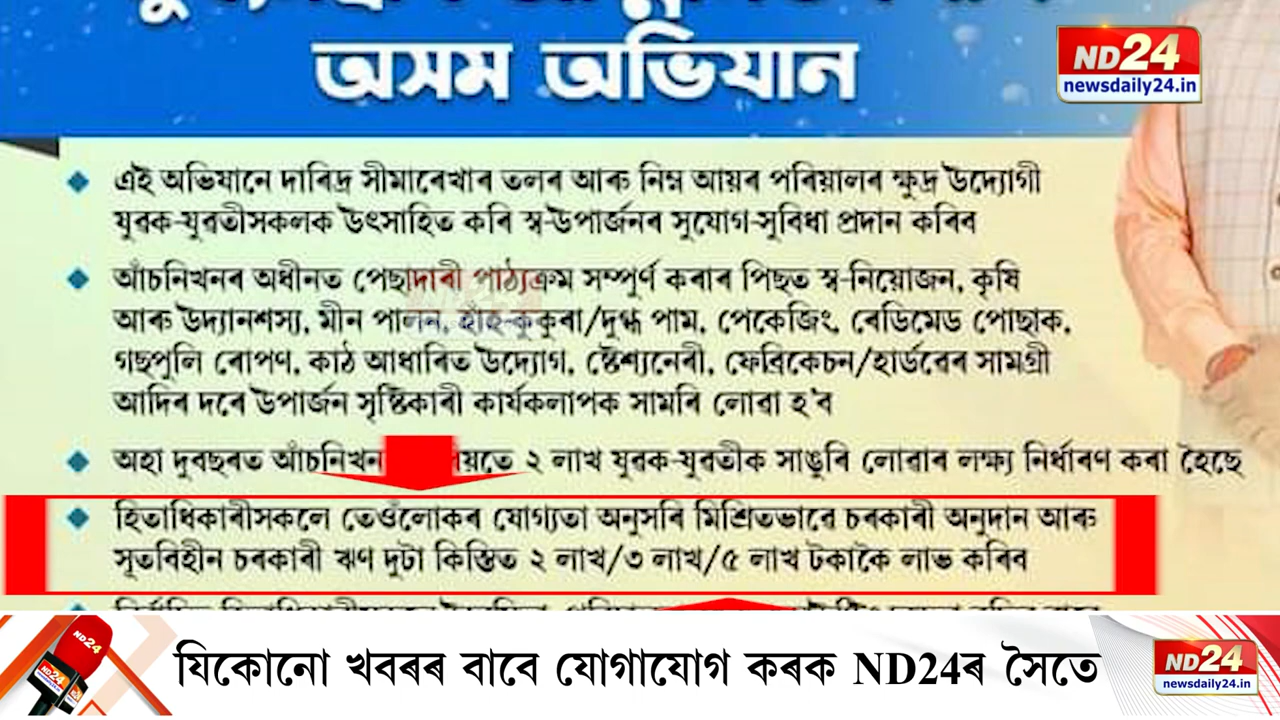 অসম অভিযান
ND24
newsdaily24.in
এই অভিযানে দাৰিদ্ৰ সীমাৰেখাৰ তলৰ আৰু নিম্ন আয়ৰ পৰিয়ালৰ ক্ষুদ্ৰ উদ্যোগী
যুৱক-যুৱতীসকলক উৎসাহিত কৰি স্ব-উপাৰ্জনৰ সুযোগ-সুবিধা প্ৰদান কৰিব
আঁচনিখনৰ অধীনত পেছাদাৰী পাঠ্যক্ৰম সম্পূৰ্ণ কৰাৰ পিছত স্ব-নিয়োজন, কৃষি
আৰু উদ্যানশস্য, মীন পালন, হাঁহ-কুকুৰা/দুগ্ধ পাম, পেকেজিং, ৰেডিমেড পোছাক,
গছপুলি ৰোপণ, কাঠ আধাৰিত উদ্যোগ, ষ্টেশ্যনেৰী, ফেব্ৰিকেচন/হাৰ্ডৱেৰ সামগ্ৰী
আদিৰ দৰে উপাৰ্জন সৃষ্টিকাৰী কাৰ্যকলাপক সামৰি লোৱা হ'ব
অহা দুবছৰত আঁচনিখন ২ লাখ যুৱক-যুৱতীক সাঙুৰি লোৱাৰ লক্ষ্য নিৰ্ধাৰণ কৰা হৈছে
হিতাধিকাৰীসকলে তেওঁলোকৰ যোগ্যতা অনুসৰি মিশ্ৰিতভাৱে চৰকাৰী অনুদান আৰু
সূতবিহীন চৰকাৰী ঋণ দুটা কিস্তিত ২ লাখ/৩ লাখ/৫ লাখ টকাকৈ লাভ কৰিব
যিকোনো খবৰৰ বাবে যোগাযোগ কৰক ND24ৰ সৈতে
ND24
newsdaily24.in